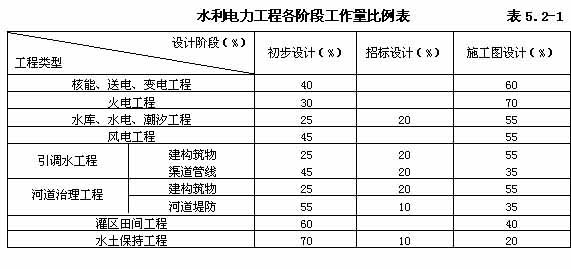 水利电力工程各阶段工作量比例表 表5.2-1
设计阶段(%) 初步设计(%) 招标设计(%) 施工图设计(%)
工程类型
核能、送电、变电工程 40 60
火电工程 30 70
水库、水电、潮汐工程 25 20 55
风电工程 45 55
引调水工程 建构筑物 25 20 55
渠道管线 45 20 35
河道治理工程 建构筑物 25 20 55
河道堤防 55 10 35
灌区田间工程 60 40
水土保持工程 70 10 20